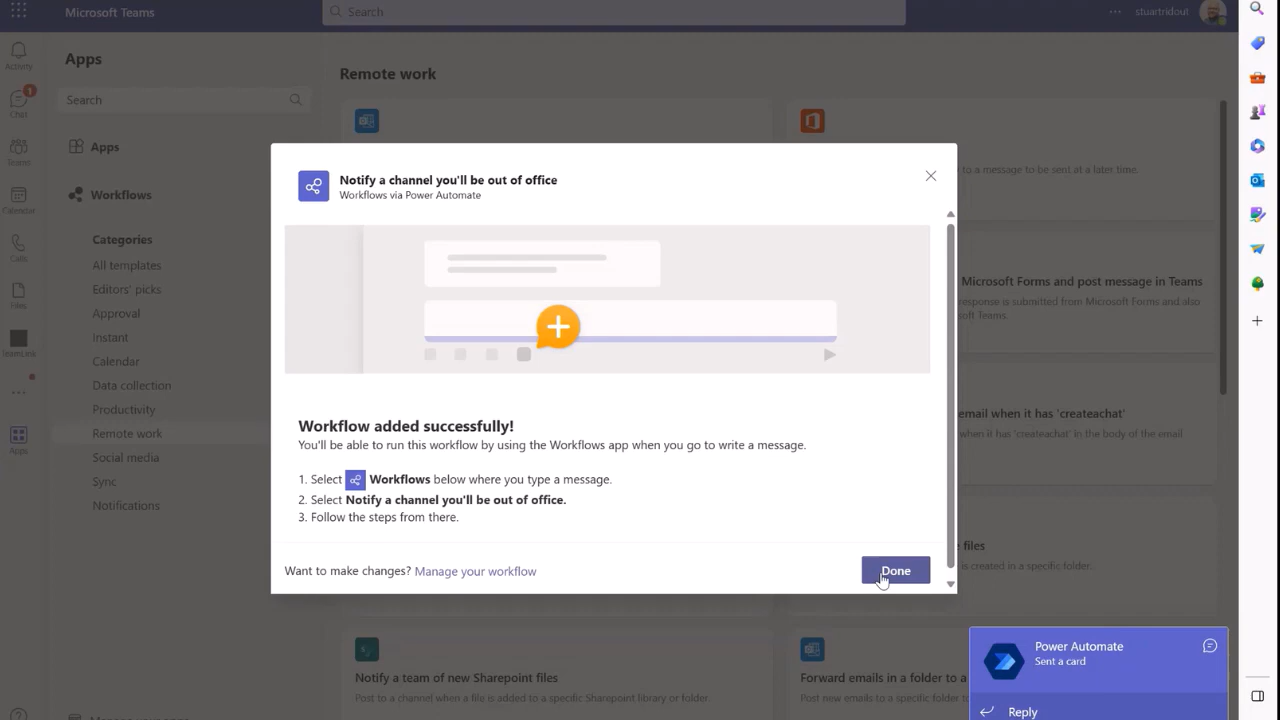 Microsoft Teams
Search
stuartridout
Activity
1
Chat
Calendar
Calls
Files
TeamLink
Apps
Apps
Search
Apps
Workflows
Categories
All templates
Editors' picks
Approval
Instant
Calendar
Data collection
Productivity
Remote work
Social media
Sync
Notifications
Remote work
a message to be sent at a later time.
Microsoft Forms and post message in Teams
response is submitted from Microsoft Forms and also
soft Teams.
email when it has 'createachat'
when it has 'createachat' in the body of the email
e files
is created in a specific folder.
Notify a team of new Sharepoint files
Post to a channel when a file is added to a specific Sharepoint library or folder.
Forward emails in a folder to a
Post new emails to a specific folder
Notify a channel you'll be out of office
Workflows via Power Automate
Workflow added successfully!
You'll be able to run this workflow by using the Workflows app when you go to write a message.
1. Select Workflows below where you type a message.
2. Select Notify a channel you'll be out of office.
3. Follow the steps from there.
Want to make changes? Manage your workflow
Done
Power Automate
Sent a card
Reply